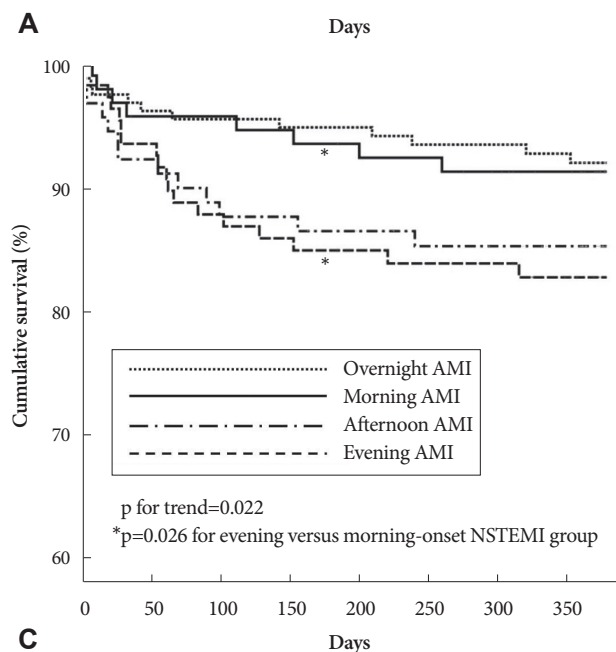 A
Days
100
90
80
70
60
Cumulative survival (%)
Overnight AMI
Morning AMI
Afternoon AMI
Evening AMI
*
*
p for trend=0.022
*p=0.026 for evening versus morning-onset NSTEMI group
0 50 100 150 200 250 300 350
C
Days